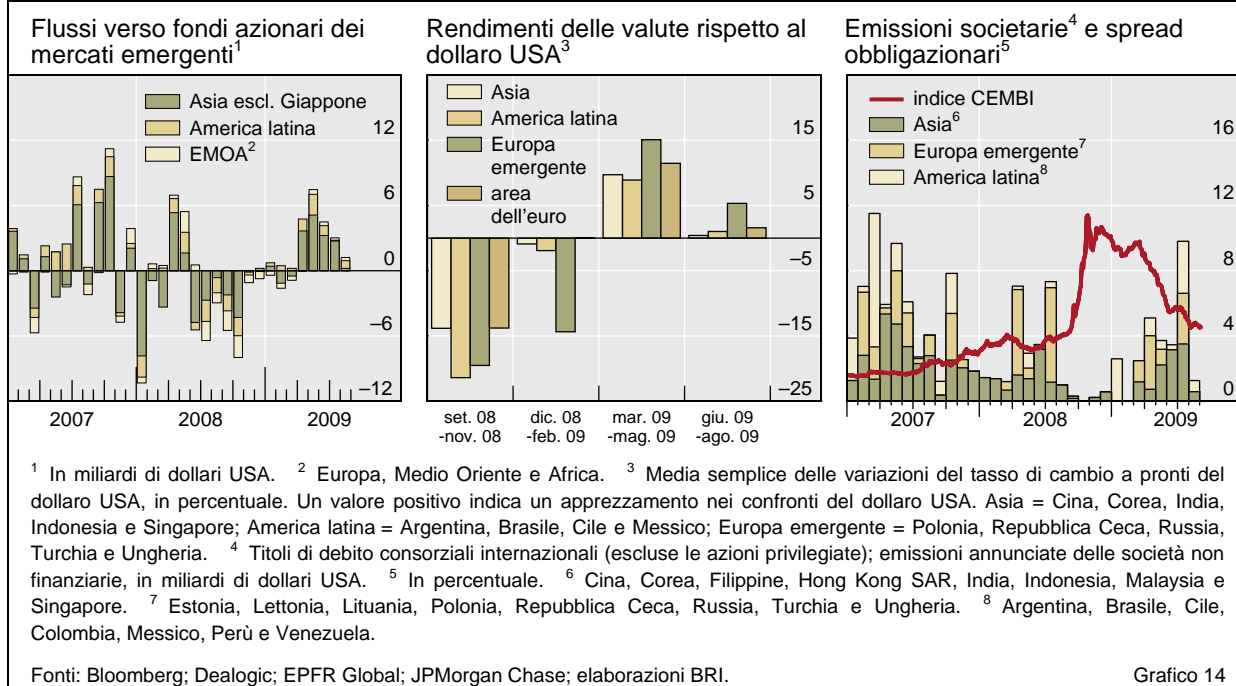 Flussi verso fondi azionari dei
mercati emergenti¹
Asia escl. Giappone
America latina
EMOA²
12
6
0
–6
–12
2007
2008
2009
Rendimenti delle valute rispetto al
dollaro USA³
Asia
America latina
Europa
emergente
area
dell'euro
15
5
–5
–15
–25
set. 08
-nov. 08
dic. 08
-feb. 09
mar. 09
-mag. 09
giu. 09
-ago. 09
Emissioni societarie⁴ e spread
obbligazionari⁵
indice CEMBI
Asia⁶
Europa emergente⁷
America latina⁸
16
12
8
4
0
2007
2008
2009
¹ In miliardi di dollari USA. ² Europa, Medio Oriente e Africa. ³ Media semplice delle variazioni del tasso di cambio a pronti del
dollaro USA, in percentuale. Un valore positivo indica un apprezzamento nei confronti del dollaro USA. Asia = Cina, Corea, India,
Indonesia e Singapore; America latina = Argentina, Brasile, Cile e Messico; Europa emergente = Polonia, Repubblica Ceca, Russia,
Turchia e Ungheria. ⁴ Titoli di debito consorziali internazionali (escluse le azioni privilegiate); emissioni annunciate delle società non
finanziarie, in miliardi di dollari USA. ⁵ In percentuale. ⁶ Cina, Corea, Filippine, Hong Kong SAR, India, Indonesia, Malaysia e
Singapore. ⁷ Estonia, Lettonia, Lituania, Polonia, Repubblica Ceca, Russia, Turchia e Ungheria. ⁸ Argentina, Brasile, Cile,
Colombia, Messico, Perù e Venezuela.
Fonti: Bloomberg; Dealogic; EPFR Global; JPMorgan Chase; elaborazioni BRI.
Grafico 14